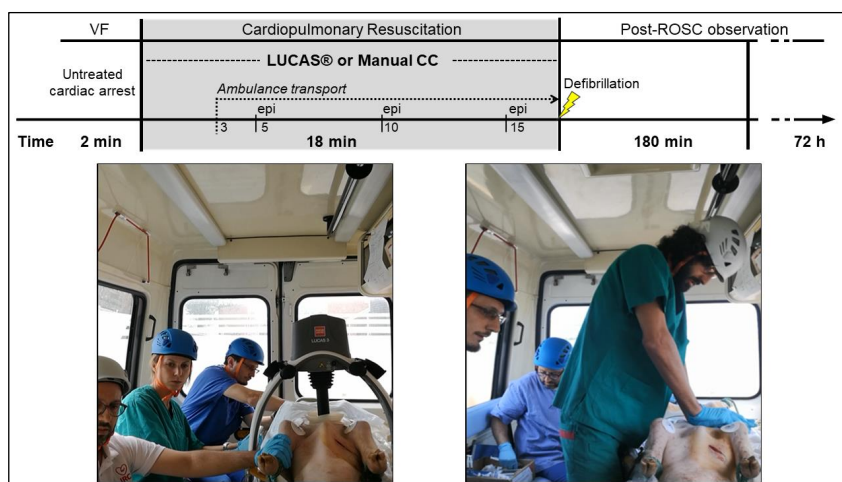 VF
Cardiopulmonary Resuscitation
Post-ROSC observation
Untreated
cardiac arrest
LUCAS® or Manual CC
Ambulance transport
Defibrillation
epi
epi
epi
3
5
10
15
Time
2 min
18 min
180 min
72 h
LUCAS 3